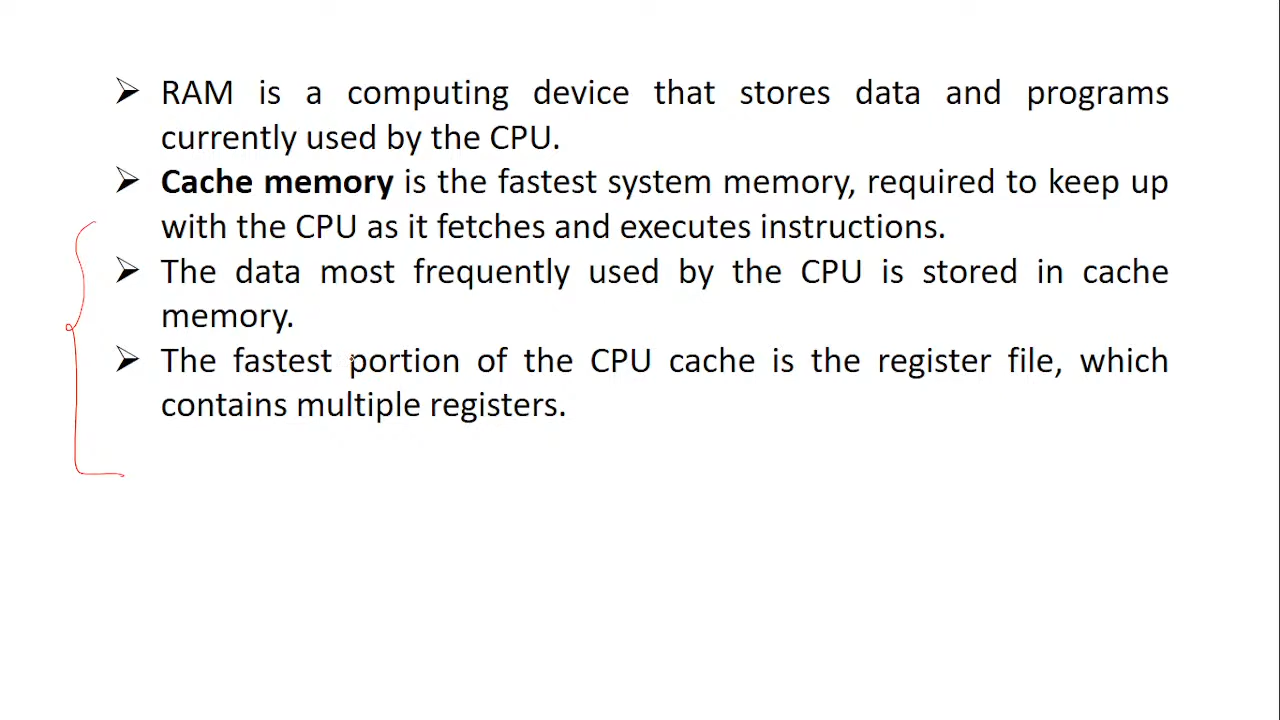 ➢ RAM is a computing device that stores data and programs
currently used by the CPU.
➢ Cache memory is the fastest system memory, required to keep up
with the CPU as it fetches and executes instructions.
➢ The data most frequently used by the CPU is stored in cache
memory.
➢ The fastest portion of the CPU cache is the register file, which
contains multiple registers.